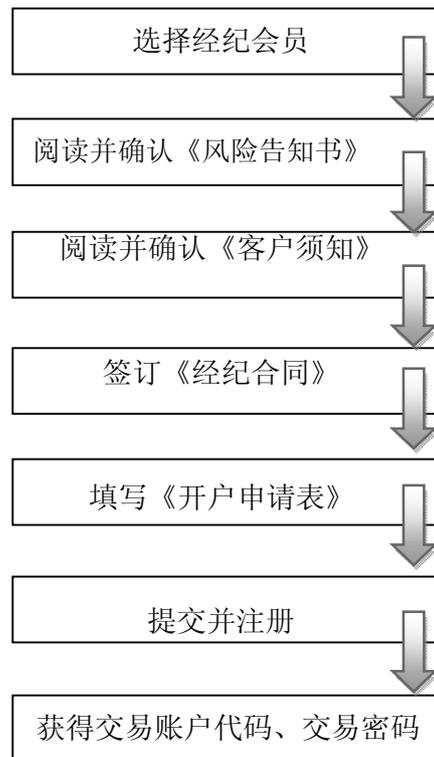 选择经纪会员
阅读并确认《风险告知书》
阅读并确认《客户须知》
签订《经纪合同》
填写《开户申请表》
提交并注册
获得交易账户代码、交易密码